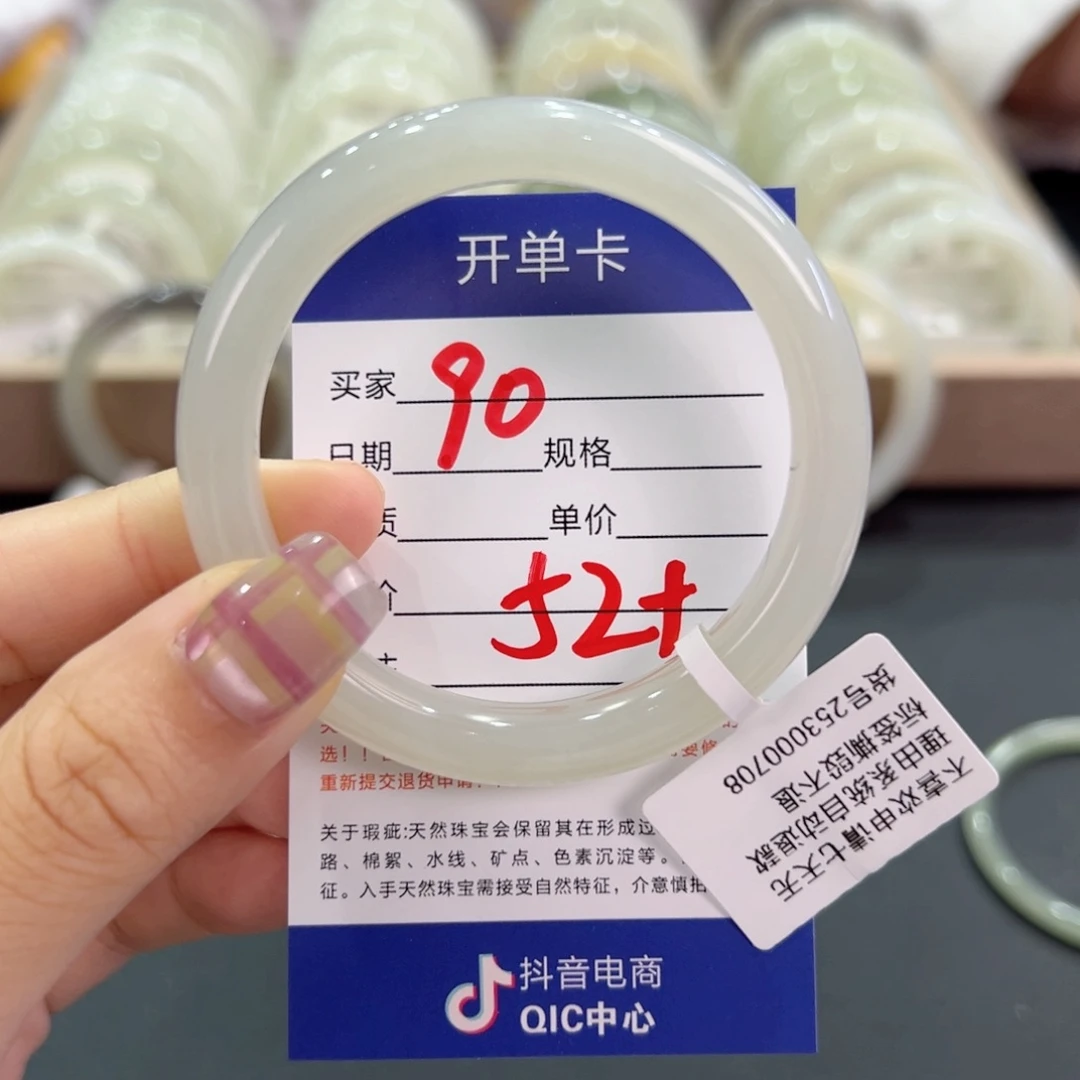 开单卡
买家 90
日期 规格
质 单价
价 52+
选！！
重新提交退货申请，
关于瑕疵:天然珠宝会保留其在形成过
路、棉絮、水线、矿点、色素沉淀等。
征。入手天然珠宝需接受自然特征，介意慎拍
抖音电商
QIC中心
不喜欢申请七天无
理由系统自动退款
标签撕毁不退
货号253000708